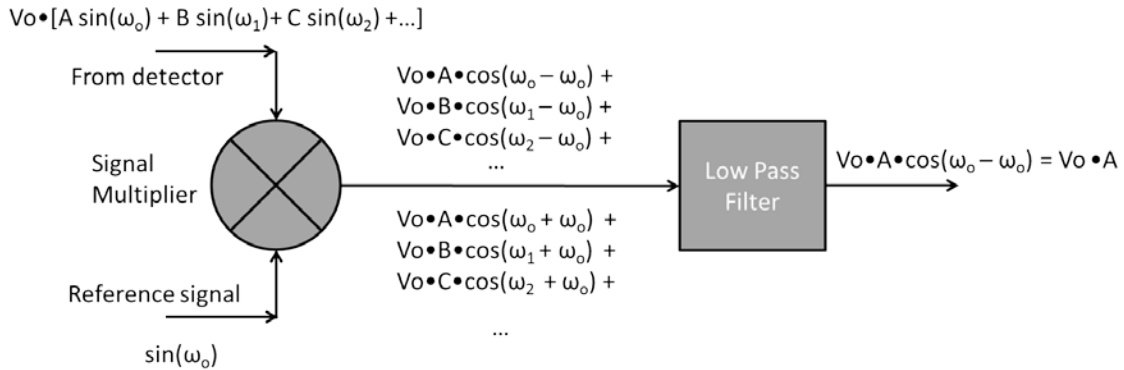 Vo•[A sin(ωₒ) + B sin(ω₁)+ C sin(ω₂) +...]
From detector
Signal
Multiplier
Reference signal
sin(ωₒ)
Vo•A•cos(ωₒ – ωₒ) +
Vo•B•cos(ω₁ – ωₒ) +
Vo•C•cos(ω₂ – ωₒ) +
...
Vo•A•cos(ωₒ + ωₒ) +
Vo•B•cos(ω₁ + ωₒ) +
Vo•C•cos(ω₂ + ωₒ) +
...
Low Pass
Filter
Vo•A•cos(ωₒ – ωₒ) = Vo •A